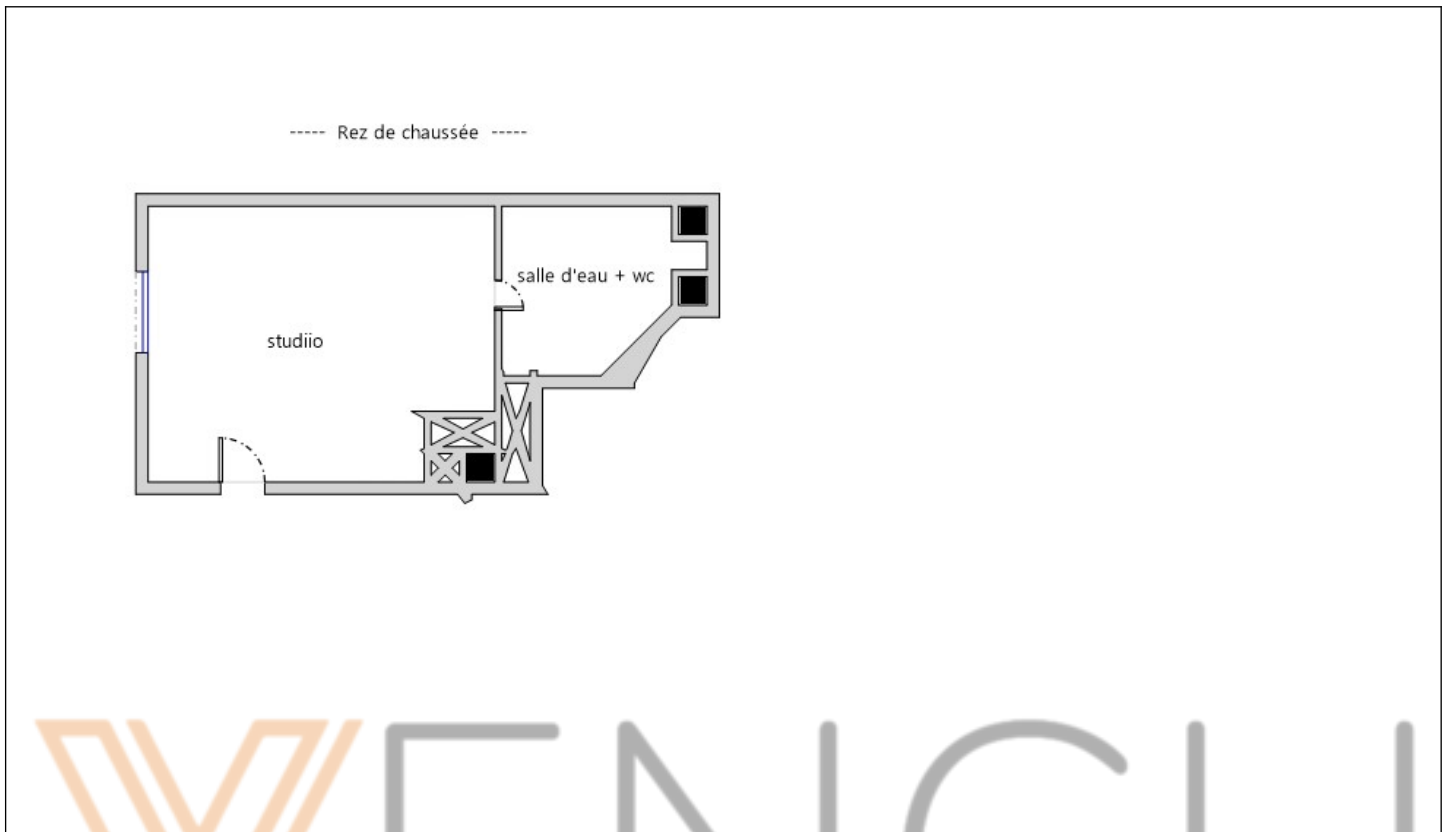 ----- Rez de chaussée -----
salle d'eau + wc
studiio